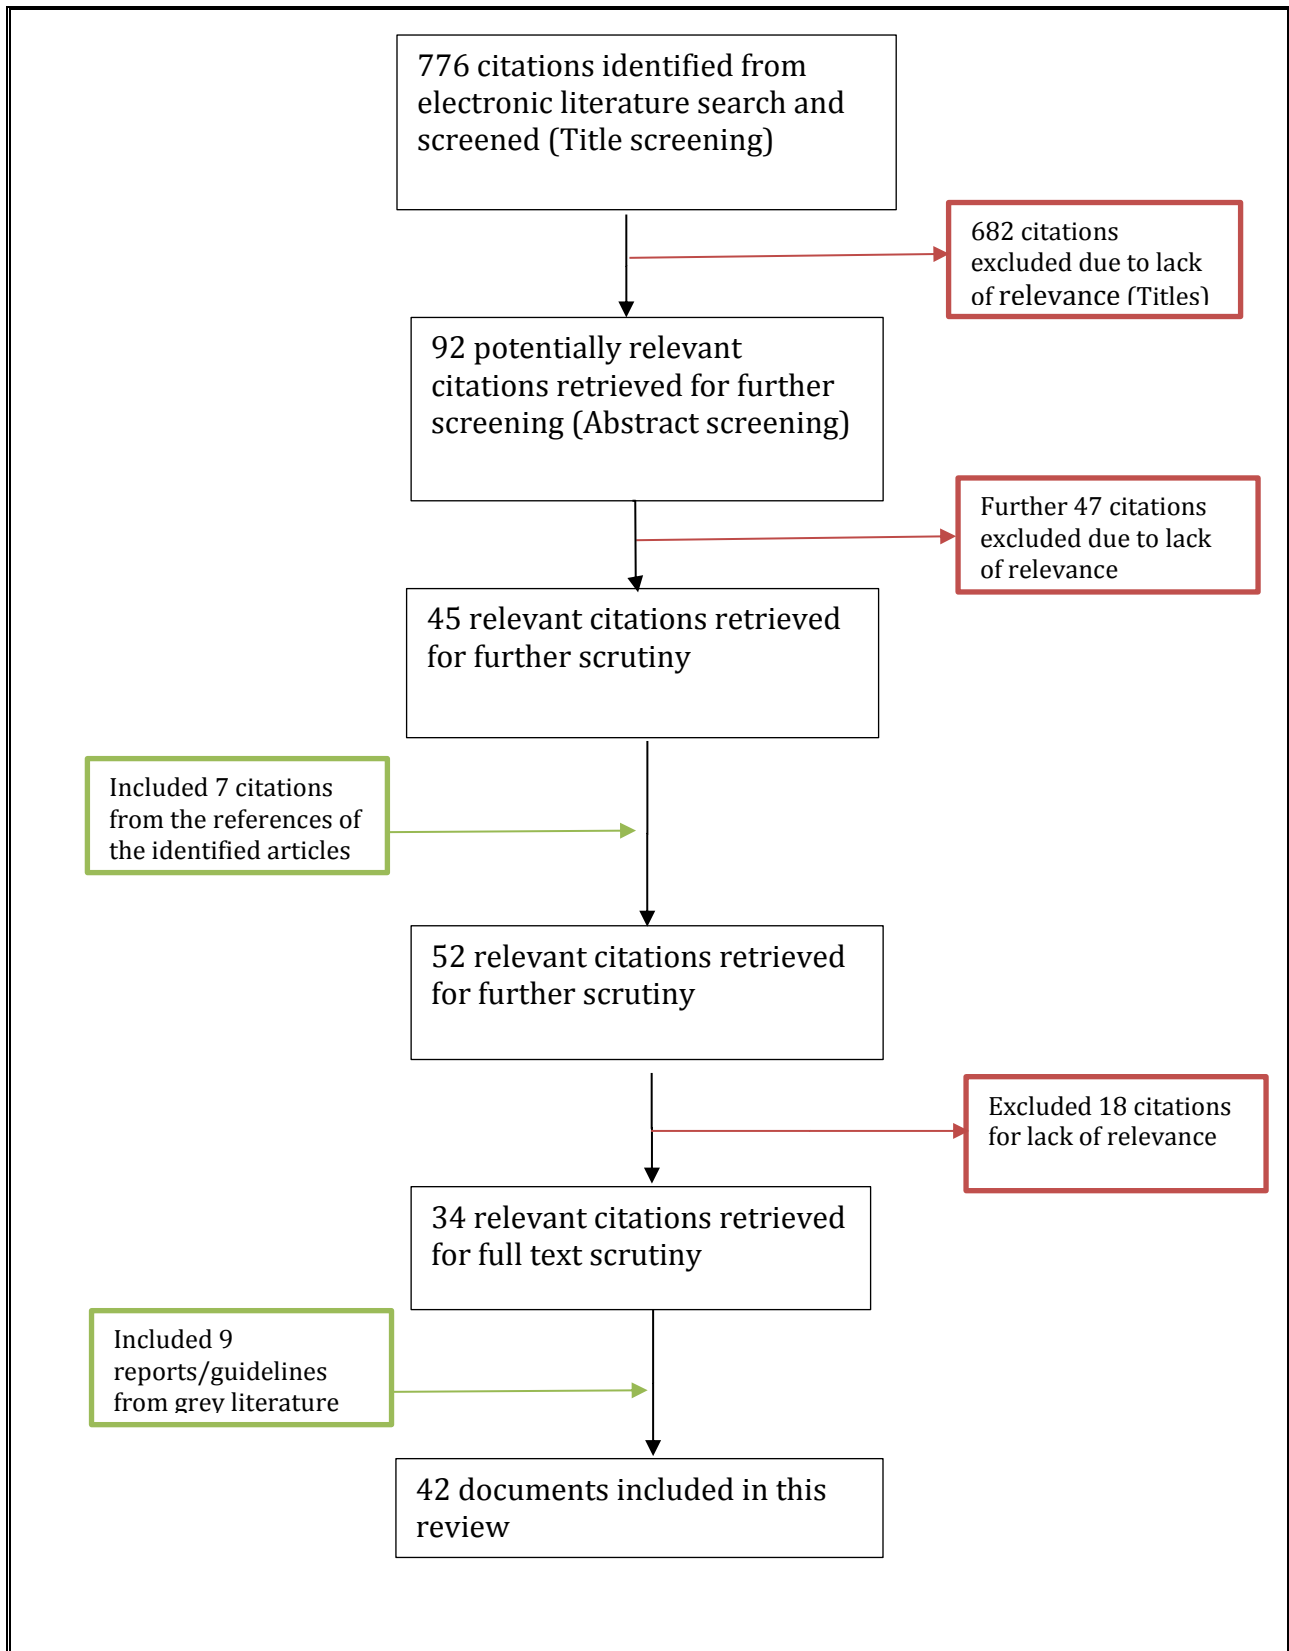 776 citations identified from
electronic literature search and
screened (Title screening)
682 citations
excluded due to lack
of relevance (Titles)
92 potentially relevant
citations retrieved for further
screening (Abstract screening)
Further 47 citations
excluded due to lack
of relevance
45 relevant citations retrieved
for further scrutiny
Included 7 citations
from the references of
the identified articles
52 relevant citations retrieved
for further scrutiny
Excluded 18 citations
for lack of relevance
34 relevant citations retrieved
for full text scrutiny
Included 9
reports/guidelines
from grey literature
42 documents included in this
review